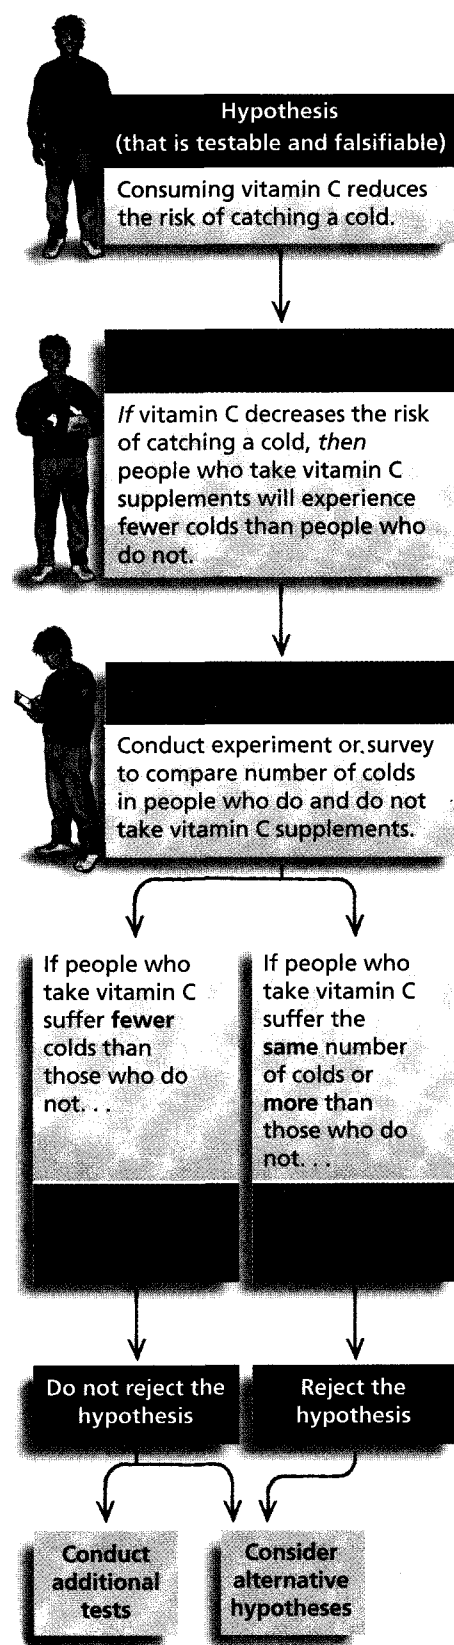 Hypothesis
(that is testable and falsifiable)
Consuming vitamin C reduces
the risk of catching a cold.
If vitamin C decreases the risk
of catching a cold, then
people who take vitamin C
supplements will experience
fewer colds than people who
do not.
Conduct experiment or survey
to compare number of colds
in people who do and do not
take vitamin C supplements.
If people who
take vitamin C
suffer fewer
colds than
those who do
not. . .
If people who
take vitamin C
suffer the
same number
of colds or
more than
those who do
not. . .
Do not reject the
hypothesis
Reject the
hypothesis
Conduct
additional
tests
Consider
alternative
hypotheses